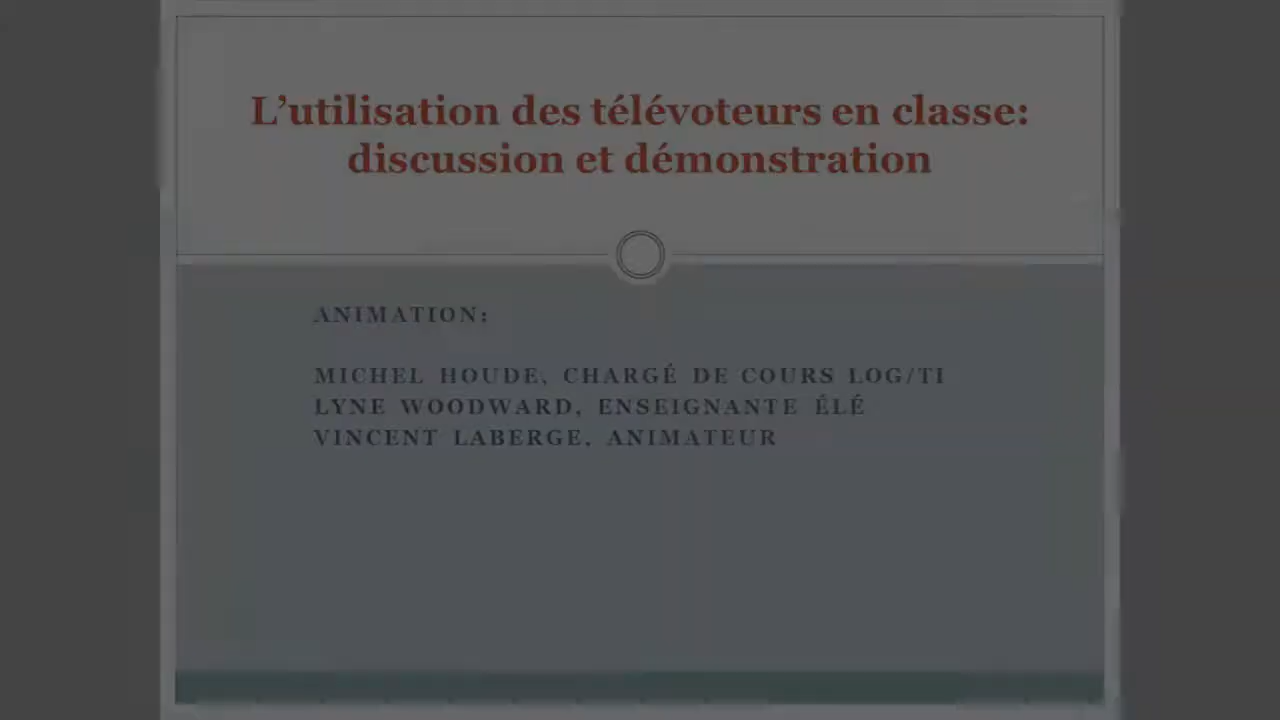 L’utilisation des télévoteurs en classe:
discussion et démonstration
ANIMATION:
MICHEL HOUDE, CHARGÉ DE COURS LOG/TI
LYNE WOODWARD, ENSEIGNANTE ÉLÉ
VINCENT LABERGE, ANIMATEUR